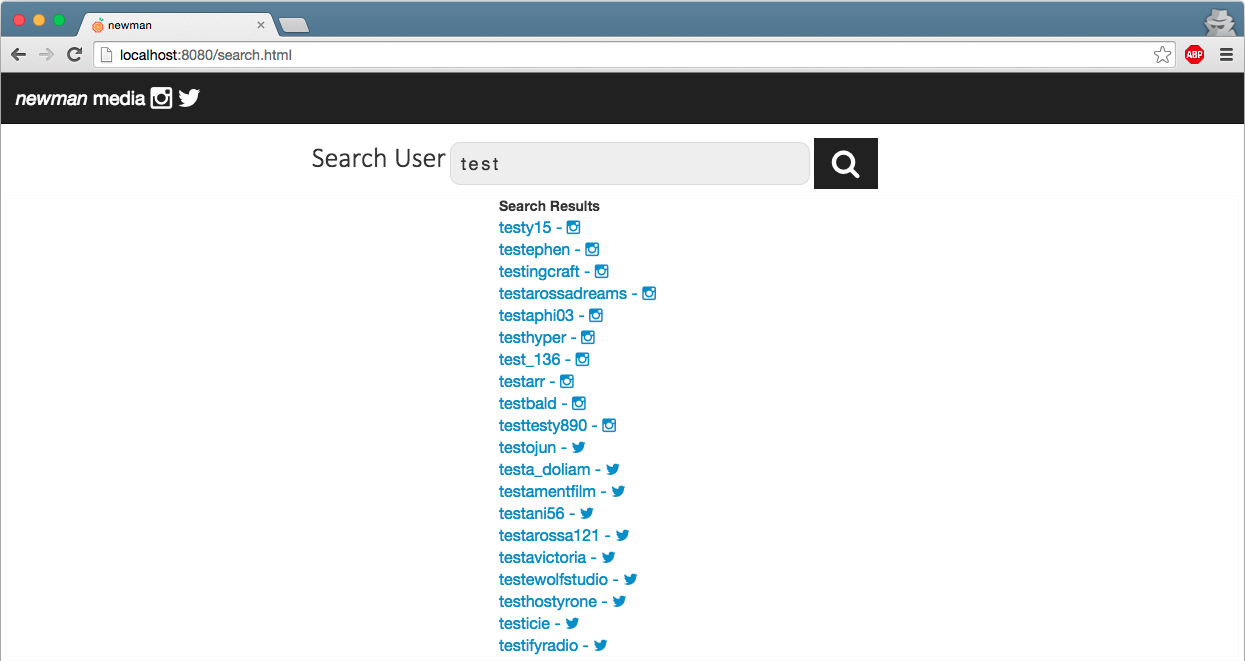 newman
localhost:8080/search.html
ABP
newman media
Search User test
Search Results
testy15 -
testephen -
testingcraft -
testarossadreams -
testaphi03 -
testhyper -
test_136 -
testarr -
testbald -
testtesty890 -
testojun -
testa_doliam -
testamentfilm -
testani56 -
testarossa121 -
testavictoria -
testewolfstudio -
testhostyrone -
testicie -
testifyradio -